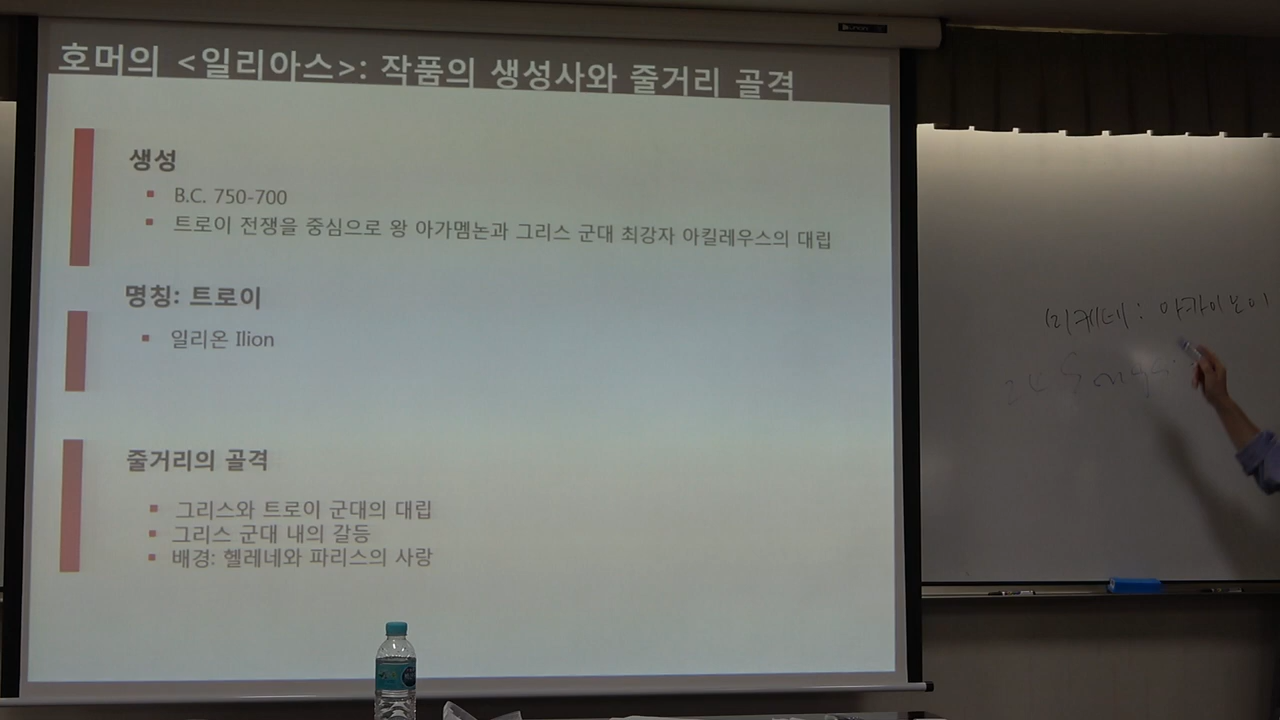 호머의 <일리아스>: 작품의 생성사와 줄거리 골격
생성
▪ B.C. 750-700
▪ 트로이 전쟁을 중심으로 왕 아가멤논과 그리스 군대 최강자 아킬레우스의 대립
명칭: 트로이
▪ 일리온 Ilion
줄거리의 골격
▪ 그리스와 트로이 군대의 대립
▪ 그리스 군대 내의 갈등
▪ 배경: 헬레네와 파리스의 사랑
미케네: 아카이오이